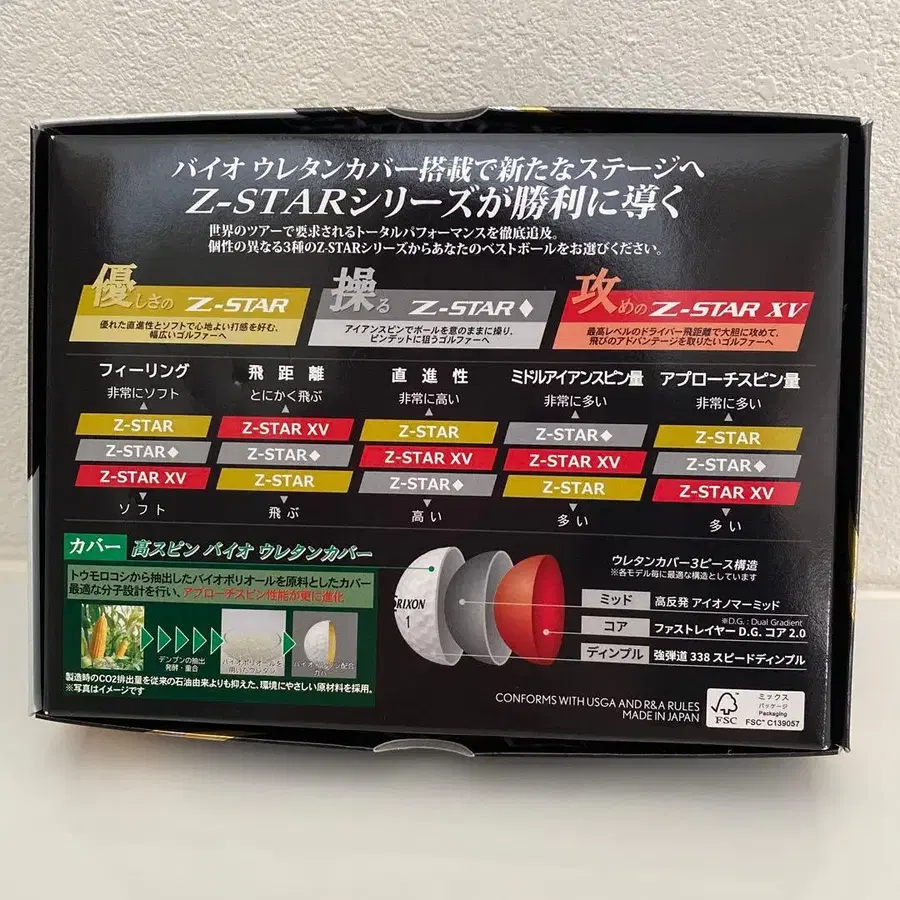 バイオ ウレタンカバー搭載で新たなステージへ
Z-STARシリーズが勝利に導く
世界のツアーで要求されるトータルパフォーマンスを徹底追及。
個性の異なる3種のZ-STARシリーズからあなたのベストボールをお選びください。
優しさの Z-STAR
優れた直進性とソフトで心地よい打感を好む、
幅広いゴルファーへ
操る Z-STAR◆
アイアンスピンでボールを意のままに操り、
ピンデッドに狙うゴルファーへ
攻めの Z-STAR XV
最高レベルのドライバー飛距離で大胆に攻めて、
飛びのアドバンテージを取りたいゴルファーへ
フィーリング
非常にソフト
Z-STAR
Z-STAR◆
Z-STAR XV
ソフト
飛距離
とにかく飛ぶ
Z-STAR XV
Z-STAR◆
Z-STAR
飛ぶ
直進性
非常に高い
Z-STAR
Z-STAR XV
Z-STAR◆
高い
ミドルアイアンスピン量
非常に多い
Z-STAR◆
Z-STAR XV
Z-STAR
多い
アプローチスピン量
非常に多い
Z-STAR
Z-STAR◆
Z-STAR XV
多い
カバー 高スピン バイオ ウレタンカバー
トウモロコシから抽出したバイオポリオールを原料としたカバー
最適な分子設計を行い、アプローチスピン性能が更に進化
デンプンの抽出
発酵・重合
バイオポリオールを
用いたウレタン
カバー
製造時のCO2排出量を従来の石油由来よりも抑えた、環境にやさしい原材料を採用。
※写真はイメージです
SRIXON
1
ウレタンカバー3ピース構造
※各モデル毎に最適な構造としています
ミッド 高反発 アイオノマーミッド
※D.G. : Dual Gradient
コア ファストレイヤー D.G. コア 2.0
ディンプル 強弾道 338 スピードディンプル
CONFORMS WITH USGA AND R&A RULES
MADE IN JAPAN
FSC
ミックス
パッケージ
Packaging
FSC™ C139057